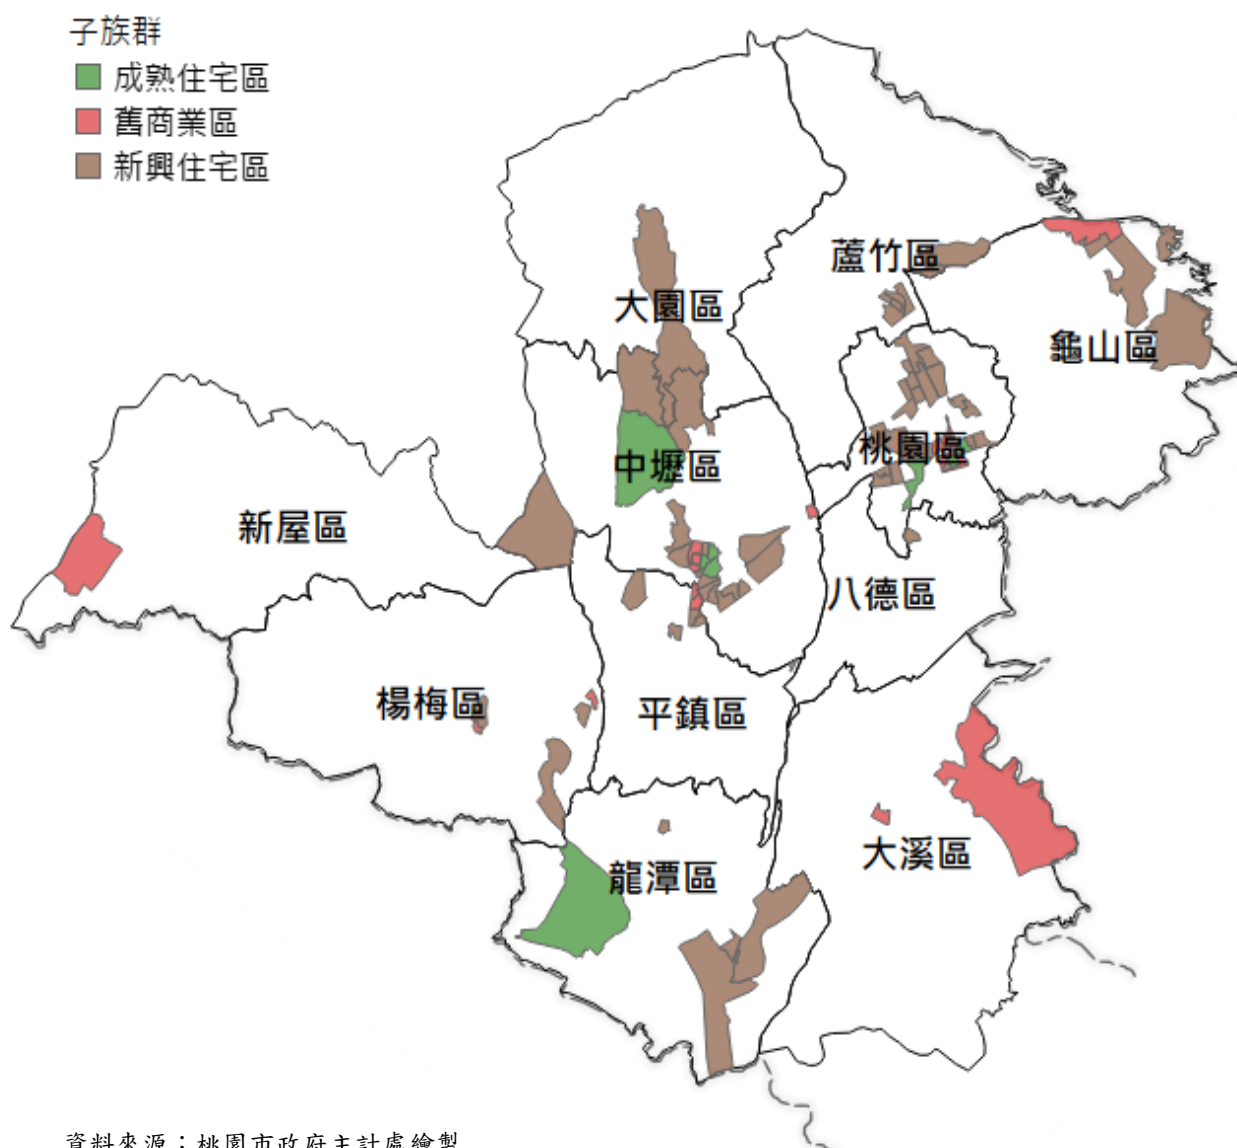 子族群
成熟住宅區
舊商業區
新興住宅區
蘆竹區
大園區
龜山區
桃園區
中壢區
新屋區
八德區
楊梅區
平鎮區
大溪區
龍潭區
資料來源：桃園市政府主計處繪製